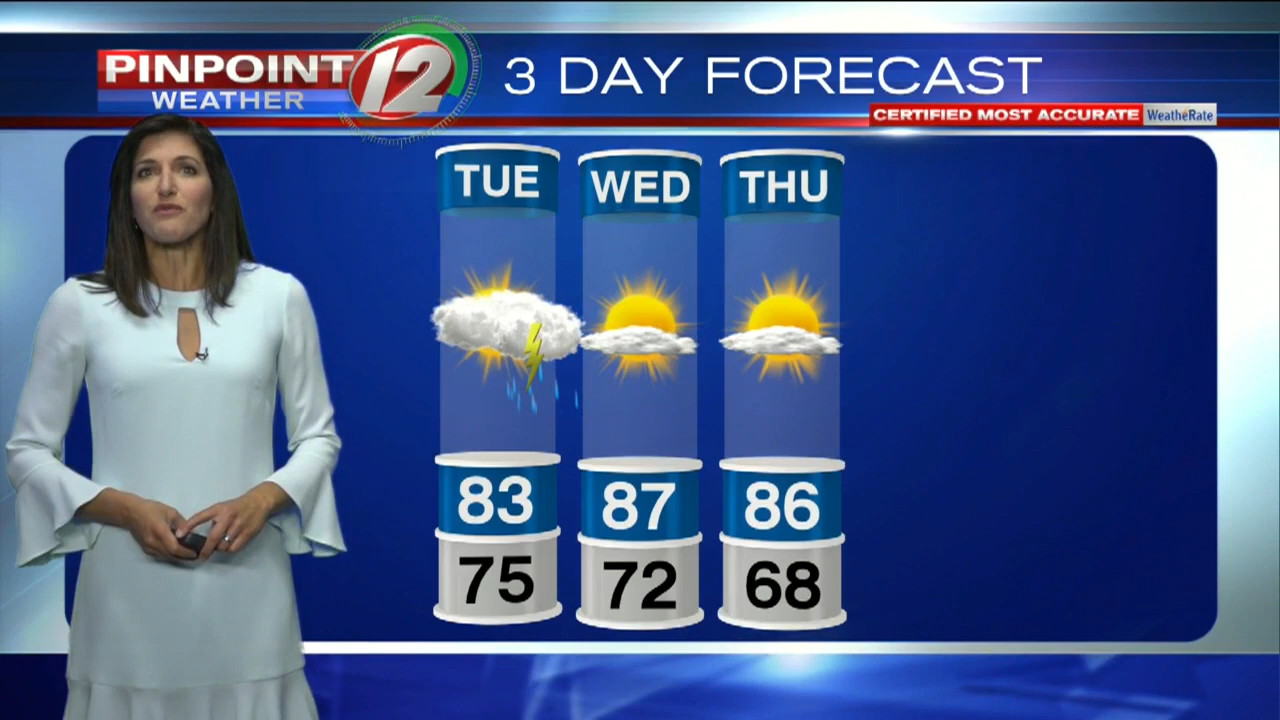 PINPOINT 12
WEATHER
3 DAY FORECAST
CERTIFIED MOST ACCURATE WeatheRate
TUE WED THU
83 87 86
75 72 68